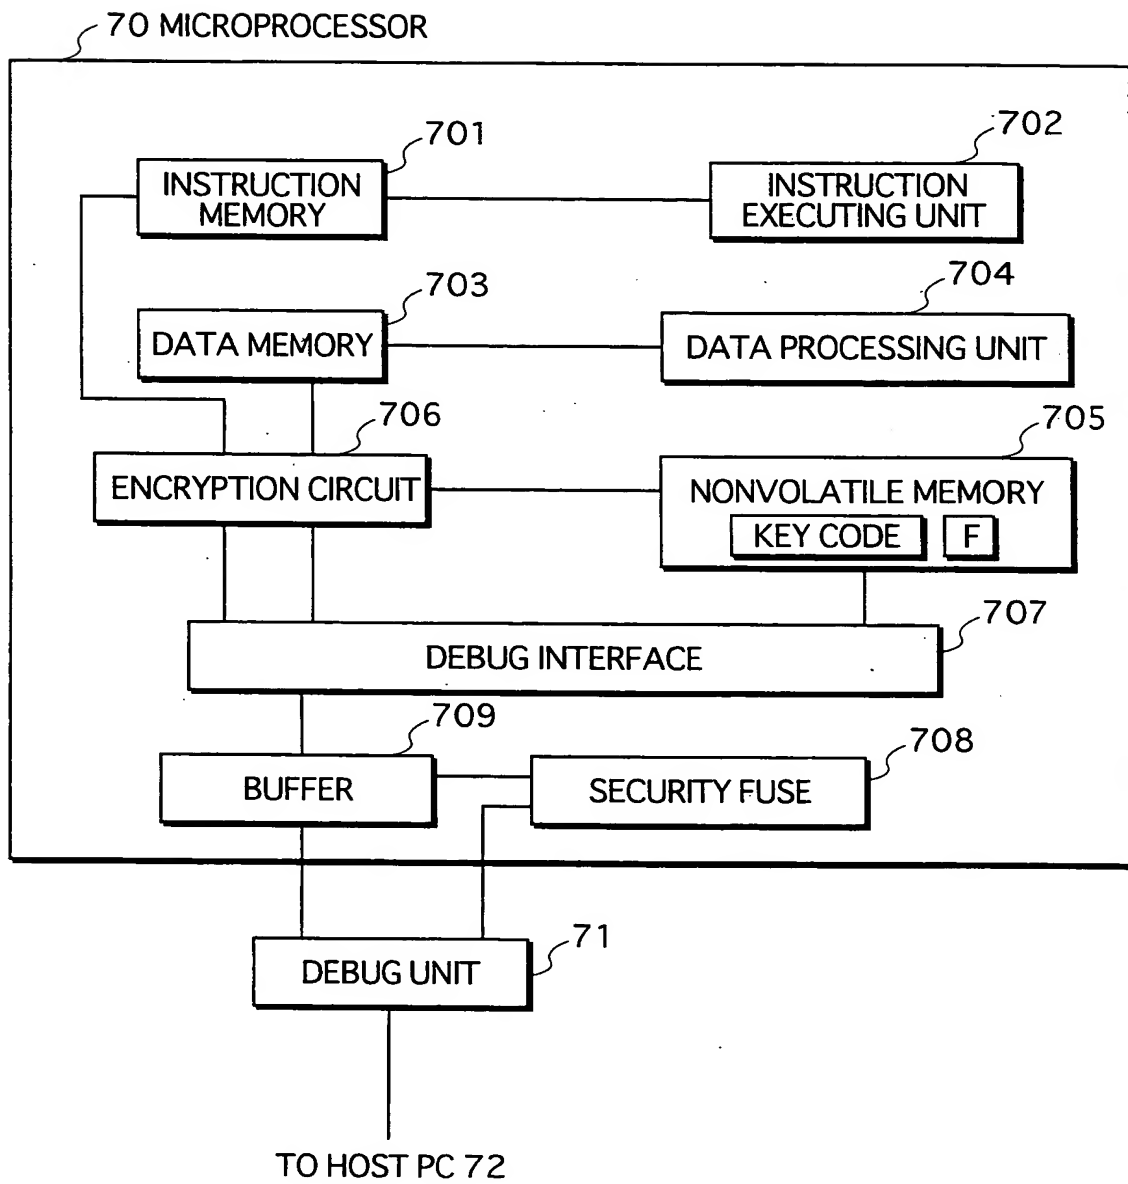 70 MICROPROCESSOR
701
702
INSTRUCTION
MEMORY
INSTRUCTION
EXECUTING UNIT
703
704
DATA MEMORY
DATA PROCESSING UNIT
706
705
ENCRYPTION CIRCUIT
NONVOLATILE MEMORY
KEY CODE
F
707
DEBUG INTERFACE
709
708
BUFFER
SECURITY FUSE
71
DEBUG UNIT
TO HOST PC 72